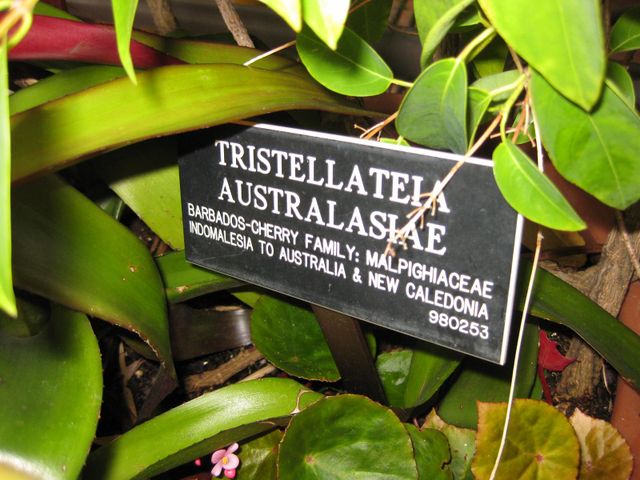 TRISTELLATEIA
AUSTRALASIAE
BARBADOS-CHERRY FAMILY: MALPIGHIACEAE
INDOMALESIA TO AUSTRALIA & NEW CALEDONIA
980253